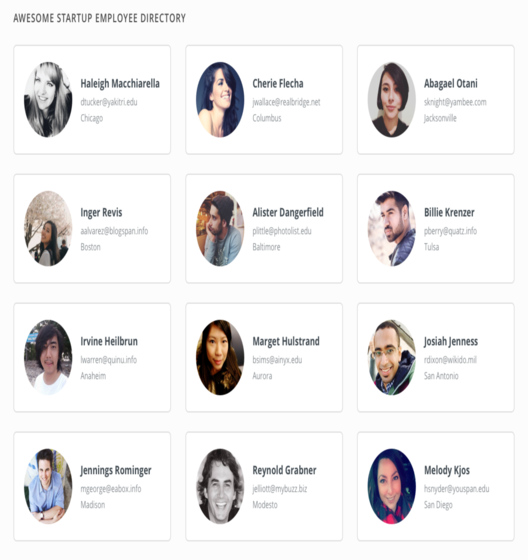 AWESOME STARTUP EMPLOYEE DIRECTORY
Haleigh Macchiarella
dtucker@yakitri.edu
Chicago
Cherie Flecha
jwallace@realbridge.net
Columbus
Abagael Otani
sknight@yambee.com
Jacksonville
Inger Revis
aalvarez@blogspan.info
Boston
Alister Dangerfield
plittle@photolist.edu
Baltimore
Billie Krenzer
pberry@quatz.info
Tulsa
Irvine Heilbrun
lwarren@quinu.info
Anaheim
Marget Hulstrand
bsims@ainyx.edu
Aurora
Josiah Jenness
rdixon@wikido.mil
San Antonio
Jennings Rominger
mgeorge@eabox.info
Madison
Reynold Grabner
jelliott@mybuzz.biz
Modesto
Melody Kjos
hsnyder@youspan.edu
San Diego